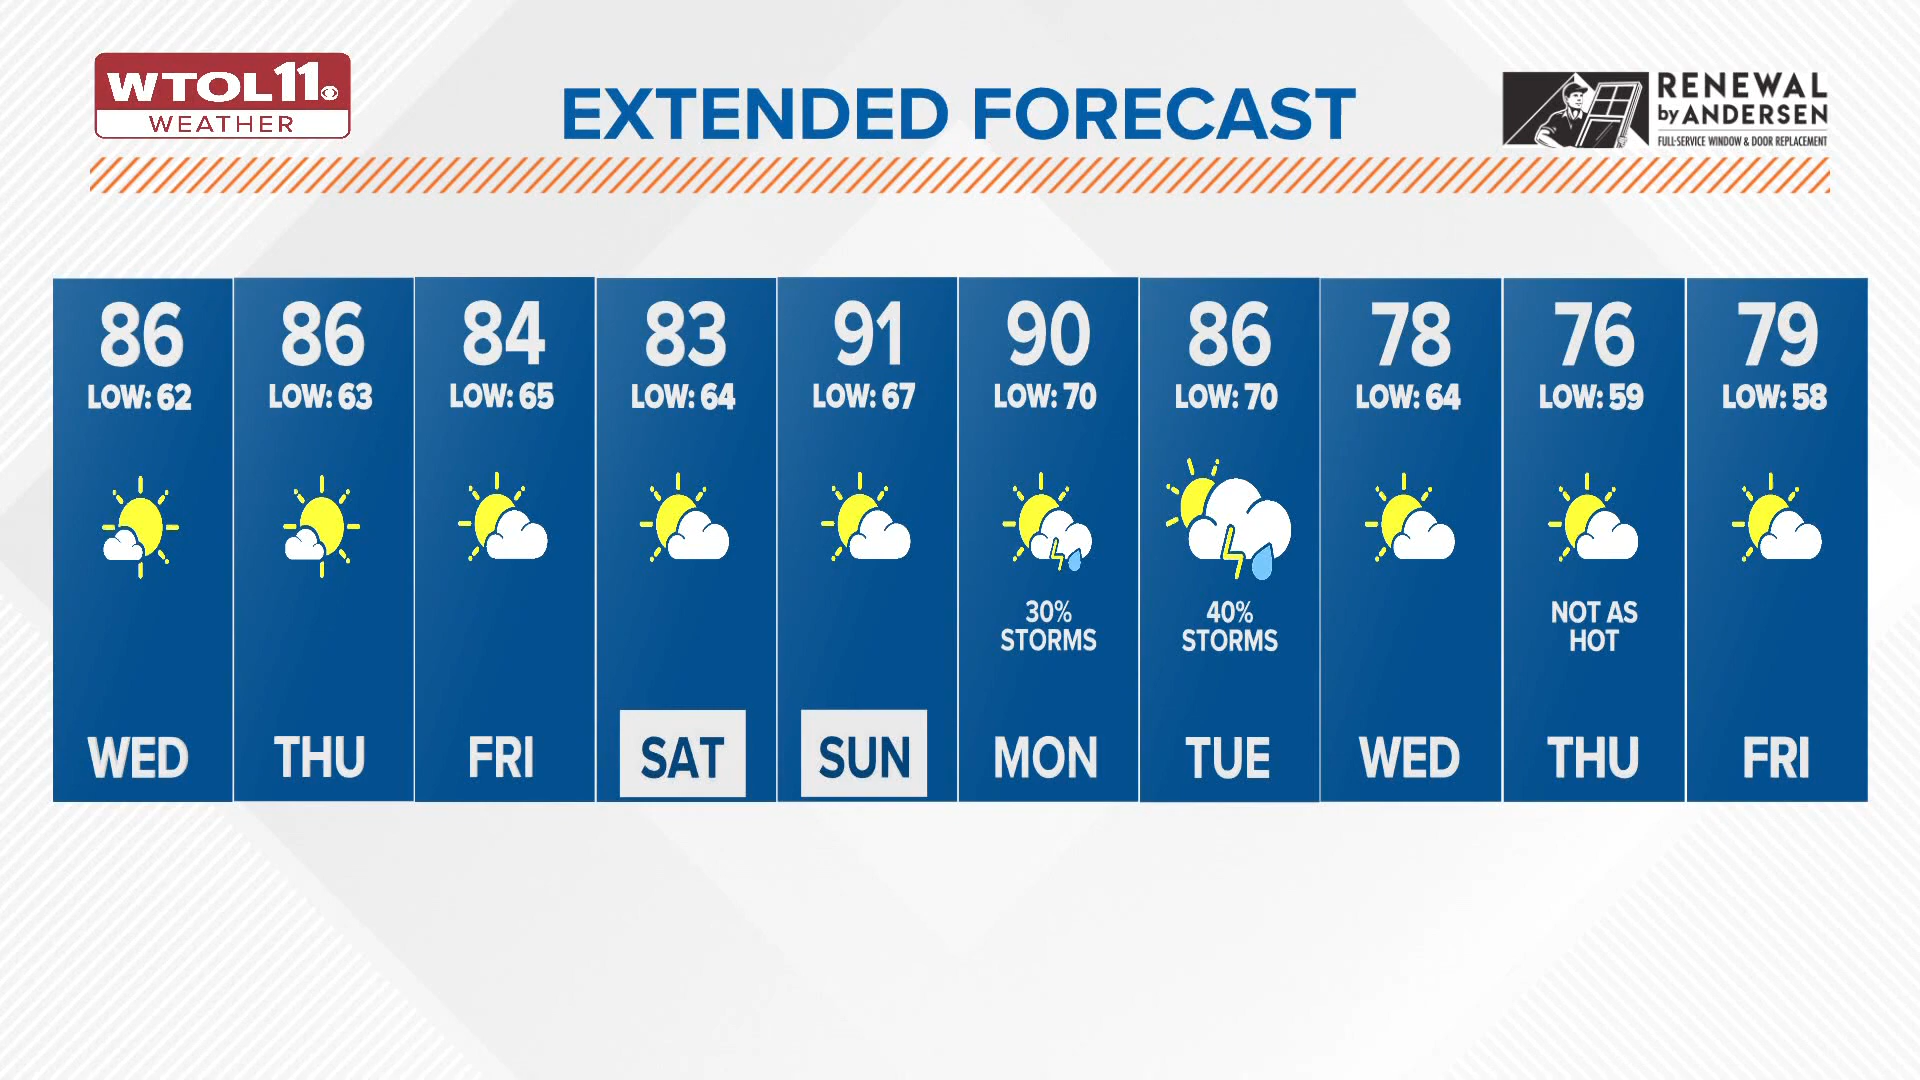 WTOL11
WEATHER
EXTENDED FORECAST
RENEWAL
by ANDERSEN
FULL-SERVICE WINDOW & DOOR REPLACEMENT
86
LOW: 62
WED
86
LOW: 63
THU
84
LOW: 65
FRI
83
LOW: 64
SAT
91
LOW: 67
SUN
90
LOW: 70
30%
STORMS
MON
86
LOW: 70
40%
STORMS
TUE
78
LOW: 64
WED
76
LOW: 59
NOT AS
HOT
THU
79
LOW: 58
FRI